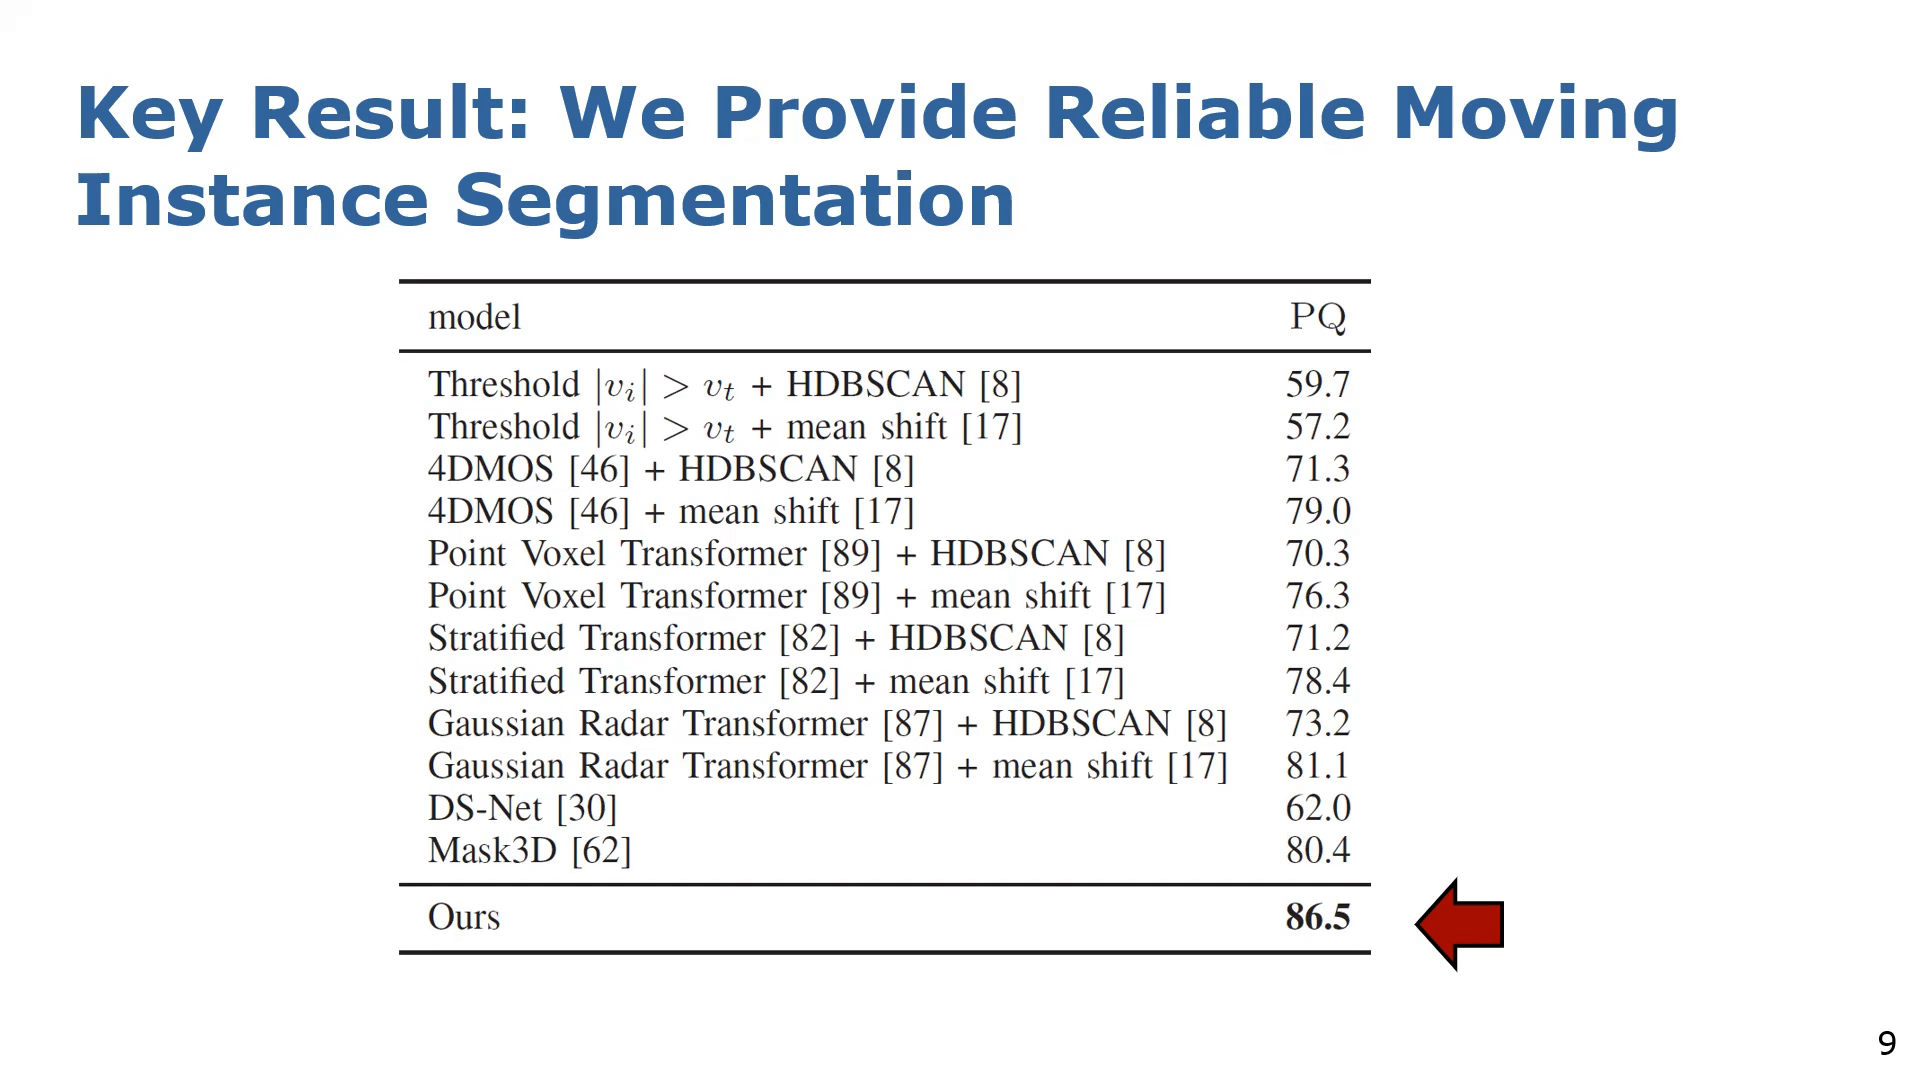 Key Result: We Provide Reliable Moving
Instance Segmentation
model PQ
Threshold |vᵢ| > vₜ + HDBSCAN [8] 59.7
Threshold |vᵢ| > vₜ + mean shift [17] 57.2
4DMOS [46] + HDBSCAN [8] 71.3
4DMOS [46] + mean shift [17] 79.0
Point Voxel Transformer [89] + HDBSCAN [8] 70.3
Point Voxel Transformer [89] + mean shift [17] 76.3
Stratified Transformer [82] + HDBSCAN [8] 71.2
Stratified Transformer [82] + mean shift [17] 78.4
Gaussian Radar Transformer [87] + HDBSCAN [8] 73.2
Gaussian Radar Transformer [87] + mean shift [17] 81.1
DS-Net [30] 62.0
Mask3D [62] 80.4
Ours 86.5
9